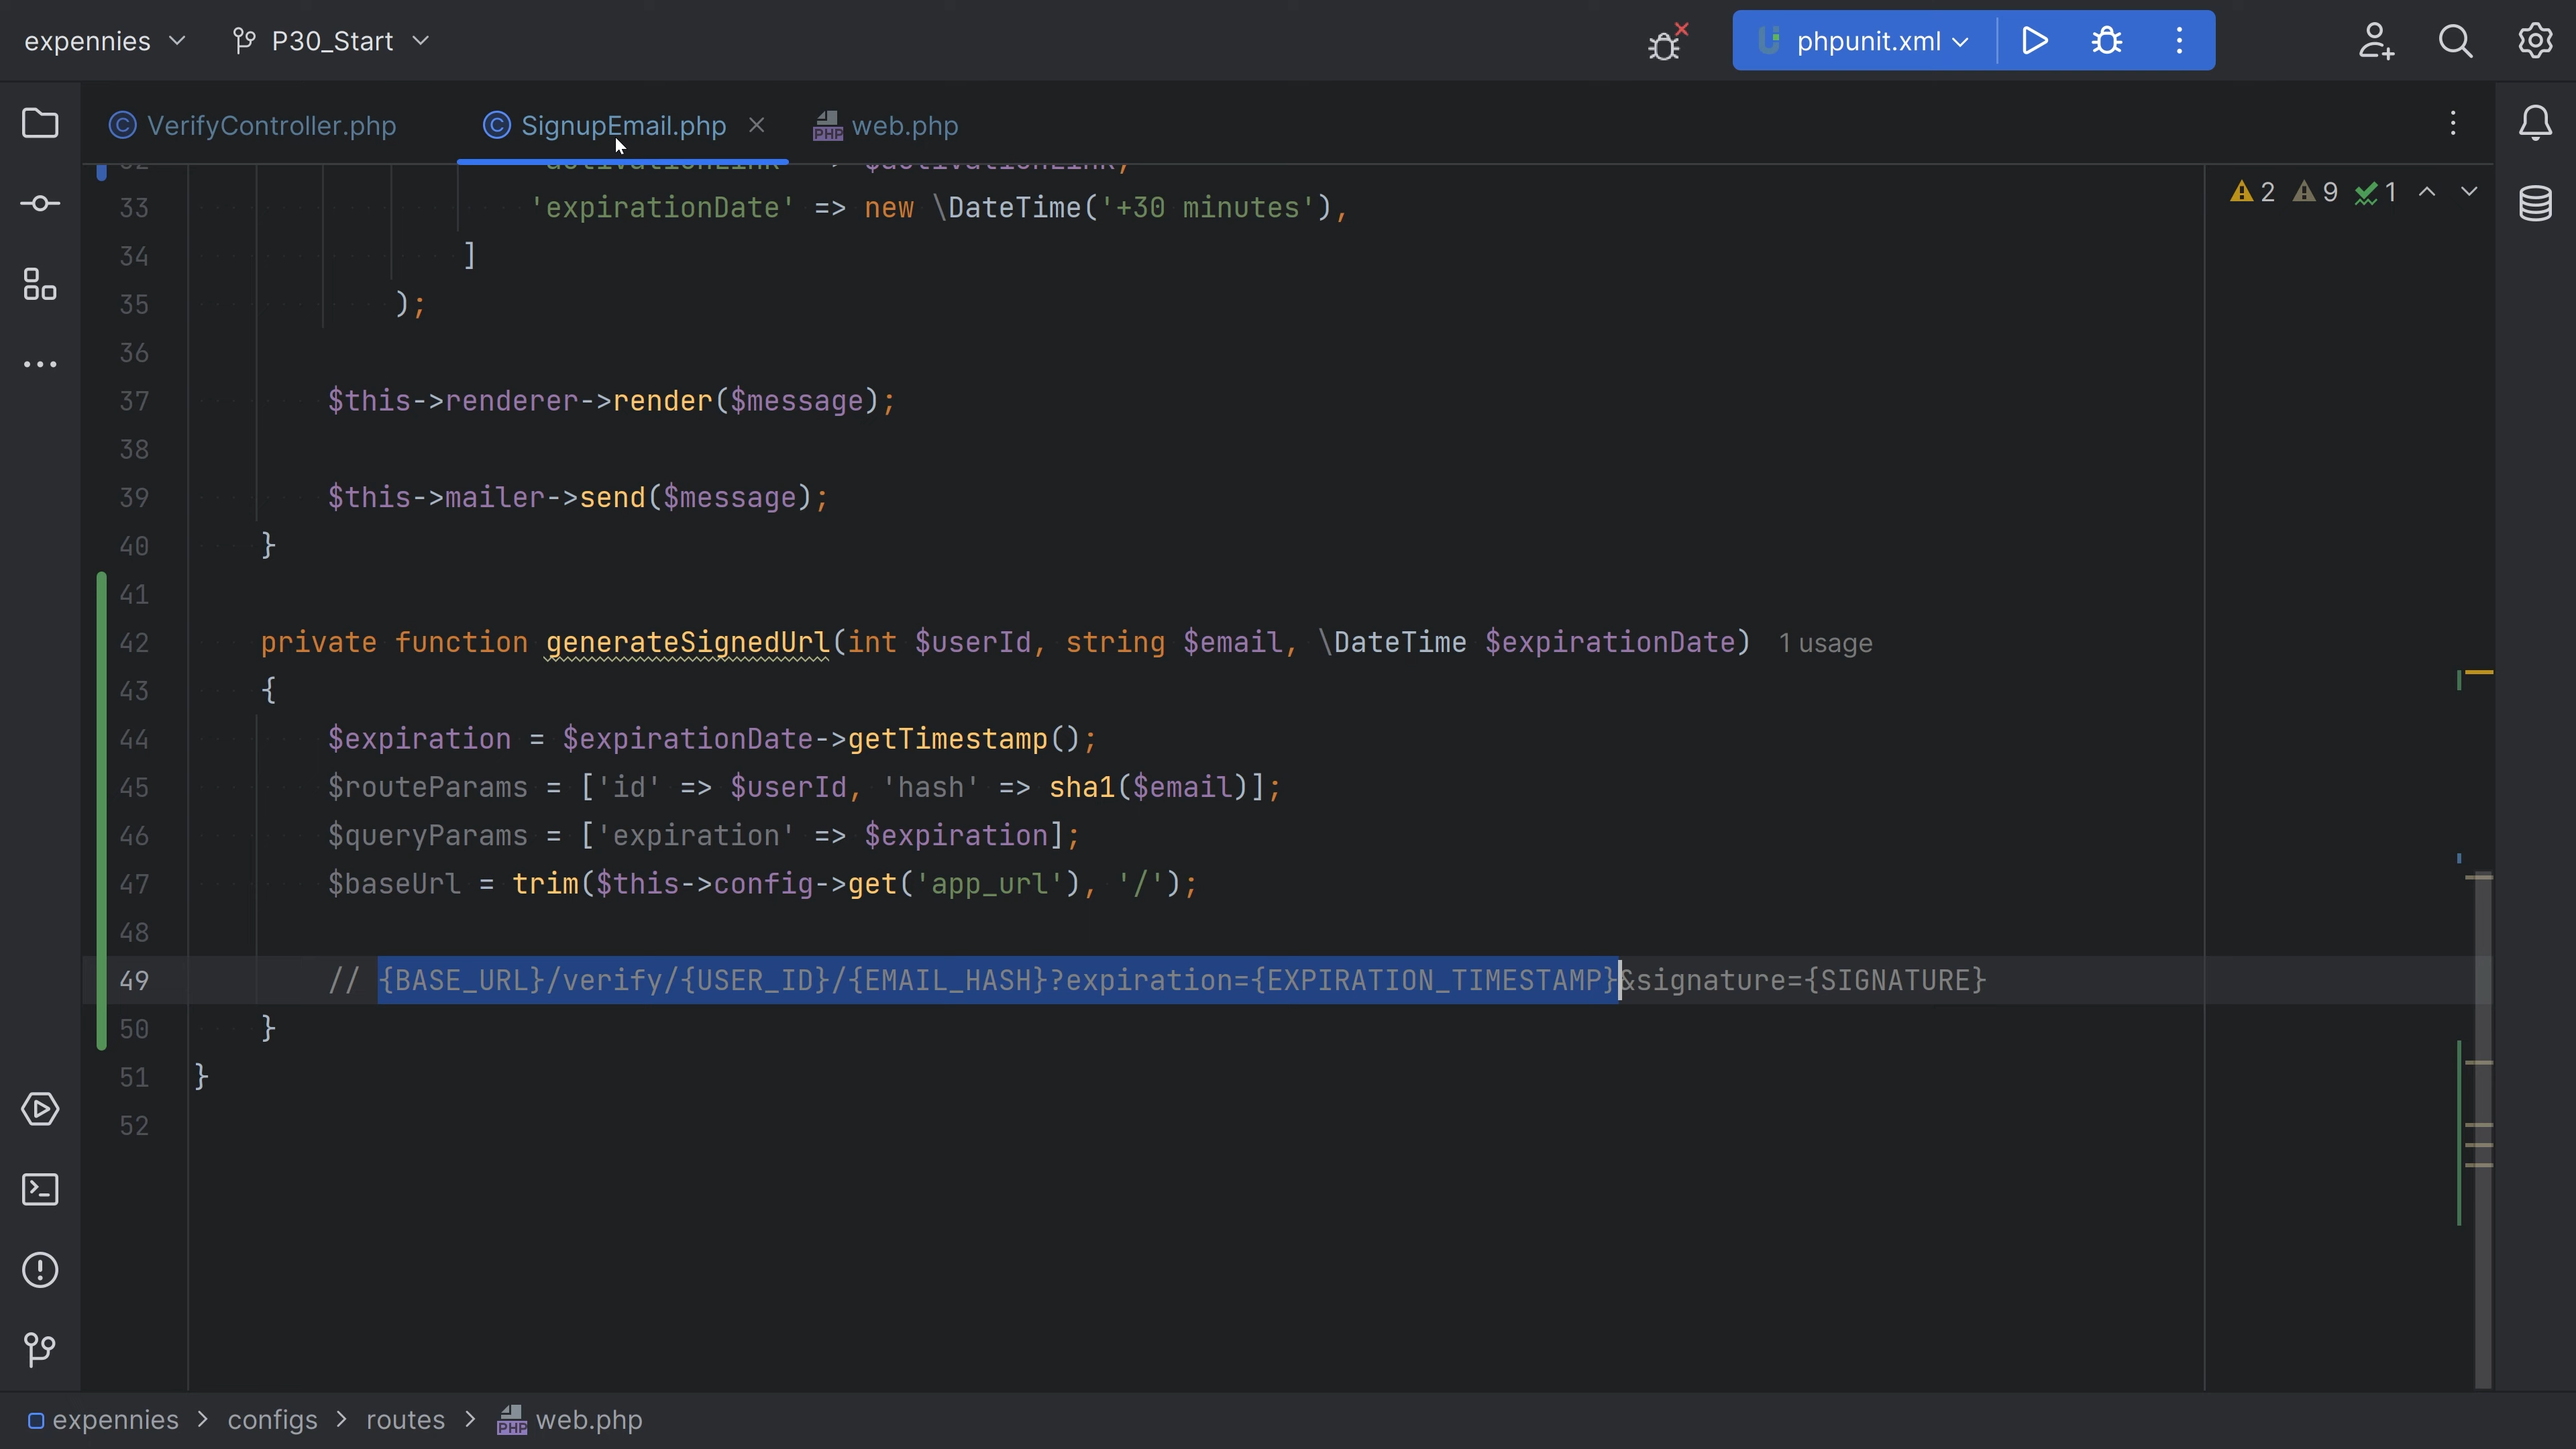 expennies P30_Start phpunit.xml
VerifyController.php SignupEmail.php web.php
33 'expirationDate' => new \DateTime('+30 minutes'), 2 9 1
34 ]
35 );
36
37 $this->renderer->render($message);
38
39 $this->mailer->send($message);
40 }
41
42 private function generateSignedUrl(int $userId, string $email, \DateTime $expirationDate) 1 usage
43 {
44 $expiration = $expirationDate->getTimestamp();
45 $routeParams = ['id' => $userId, 'hash' => sha1($email)];
46 $queryParams = ['expiration' => $expiration];
47 $baseUrl = trim($this->config->get('app_url'), '/');
48
49 // {BASE_URL}/verify/{USER_ID}/{EMAIL_HASH}?expiration={EXPIRATION_TIMESTAMP}&signature={SIGNATURE}
50 }
51 }
52
expennies > configs > routes > web.php